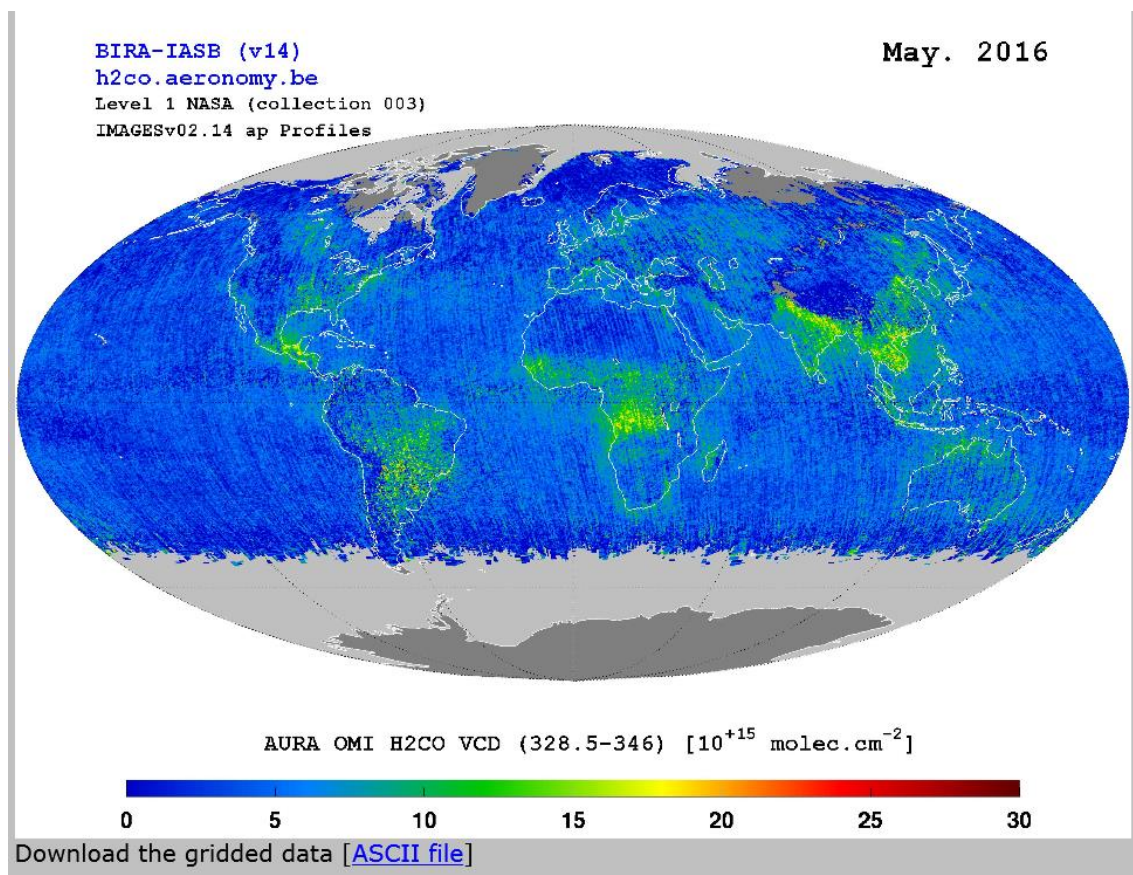 BIRA-IASB (v14)
h2co.aeronomy.be
Level 1 NASA (collection 003)
IMAGESv02.14 ap Profiles
May. 2016
AURA OMI H2CO VCD (328.5-346) [10⁺¹⁵ molec.cm⁻²]
0 5 10 15 20 25 30
Download the gridded data [ASCII file]